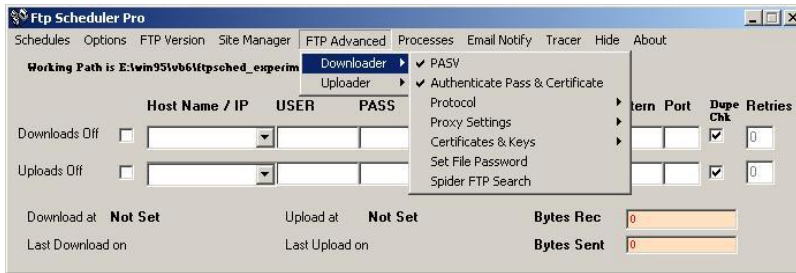 Ftp Scheduler Pro
Schedules Options FTP Version Site Manager FTP Advanced Processes Email Notify Tracer Hide About
Working Path is E:\win95\vb6\ftpsched_experim
Downloader
Uploader
PASV
Authenticate Pass & Certificate
Protocol
Proxy Settings
Certificates & Keys
Set File Password
Spider FTP Search
Host Name / IP USER PASS tern Port Dupe Chk Retries
Downloads Off 0
Uploads Off 0
Download at Not Set Upload at Not Set Bytes Rec 0
Last Download on Last Upload on Bytes Sent 0